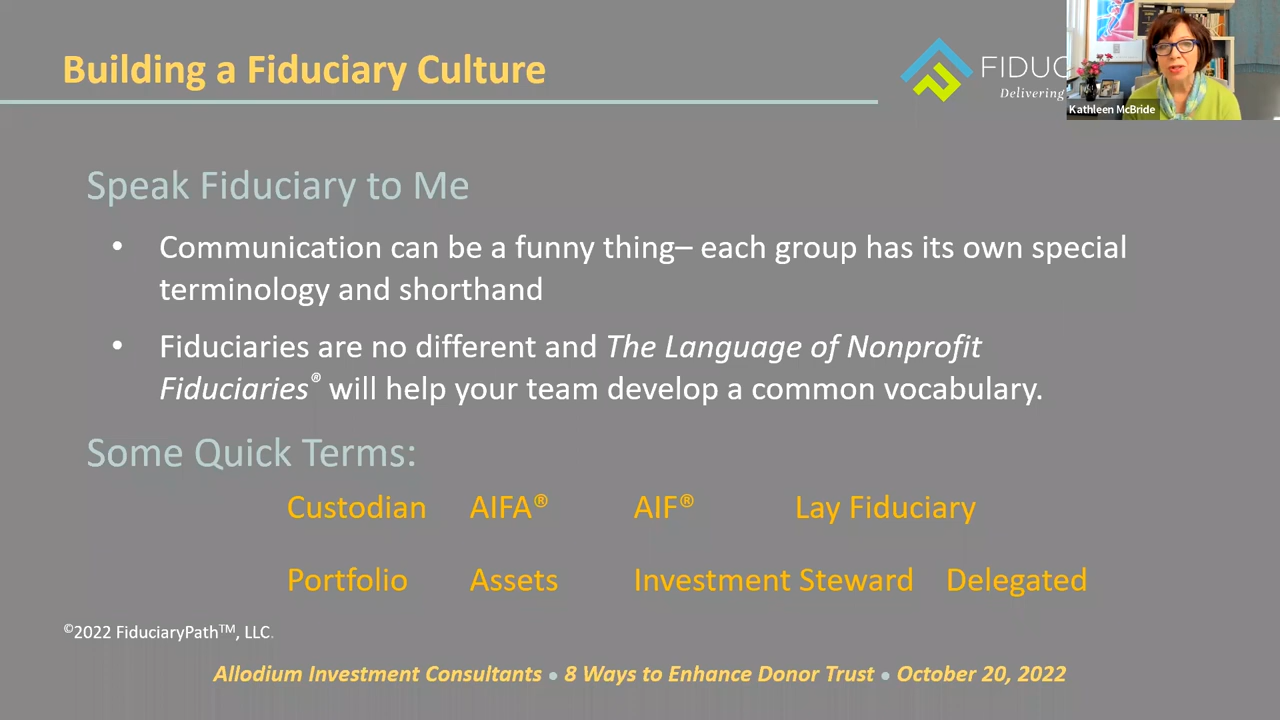 Building a Fiduciary Culture
FIDUC
Delivering
Kathleen McBride
Speak Fiduciary to Me
• Communication can be a funny thing– each group has its own special
terminology and shorthand
• Fiduciaries are no different and The Language of Nonprofit
Fiduciaries® will help your team develop a common vocabulary.
Some Quick Terms:
Custodian AIFA® AIF® Lay Fiduciary
Portfolio Assets Investment Steward Delegated
©2022 FiduciaryPath™, LLC.
Allodium Investment Consultants • 8 Ways to Enhance Donor Trust • October 20, 2022